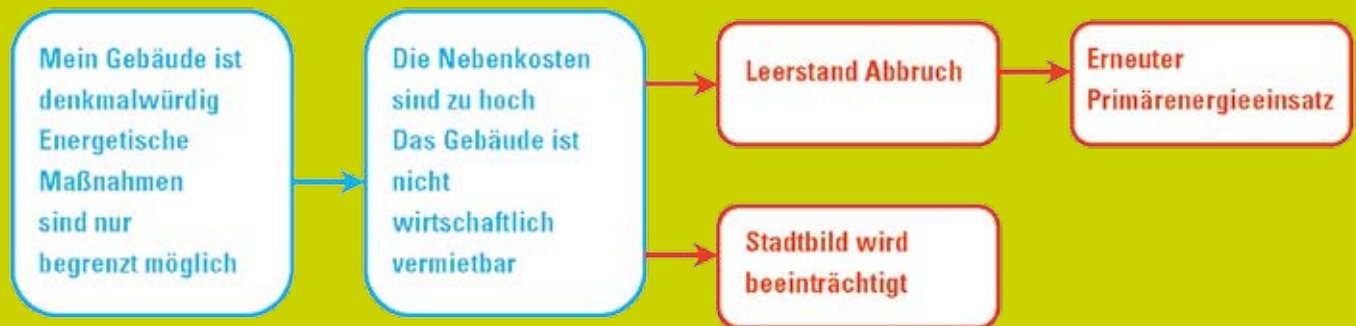 Mein Gebäude ist
denkmalwürdig
Energetische
Maßnahmen
sind nur
begrenzt möglich
Die Nebenkosten
sind zu hoch
Das Gebäude ist
nicht
wirtschaftlich
vermietbar
Leerstand Abbruch
Erneuter
Primärenergieeinsatz
Stadtbild wird
beeinträchtigt